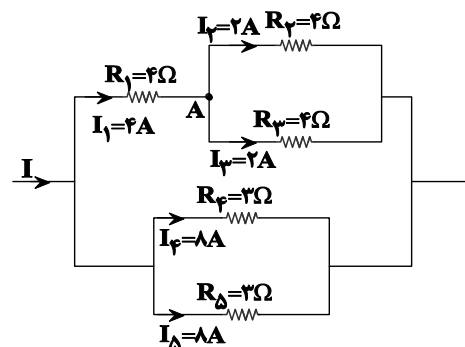 I₂=۲A R₂=۴Ω
R₁=۴Ω
A
I₁=۴A
R₃=۴Ω
I₃=۲A
I
R₄=۳Ω
I₄=۸A
R₅=۳Ω
I₅=۸A